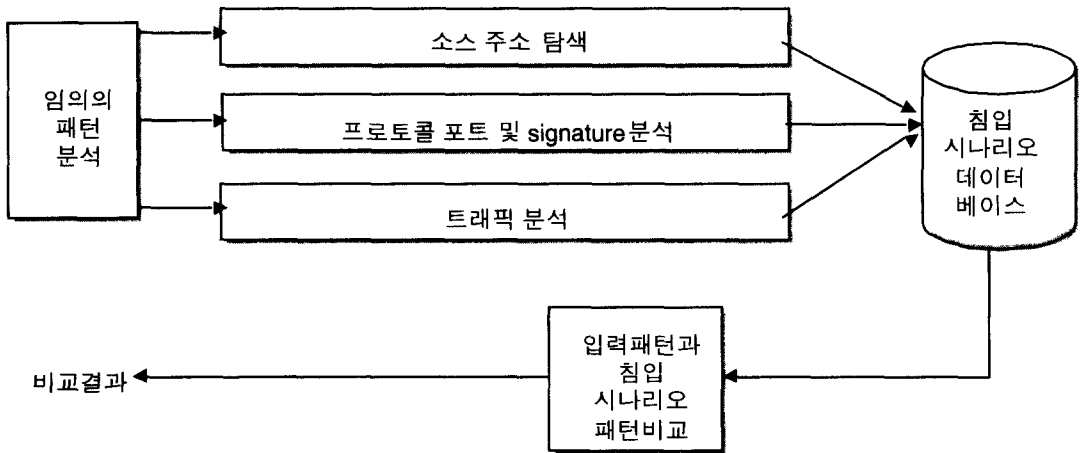 임의의
패턴
분석
소스 주소 탐색
프로토콜 포트 및 signature분석
트래픽 분석
침입
시나리오
데이터
베이스
입력패턴과
침입
시나리오
패턴비교
비교결과